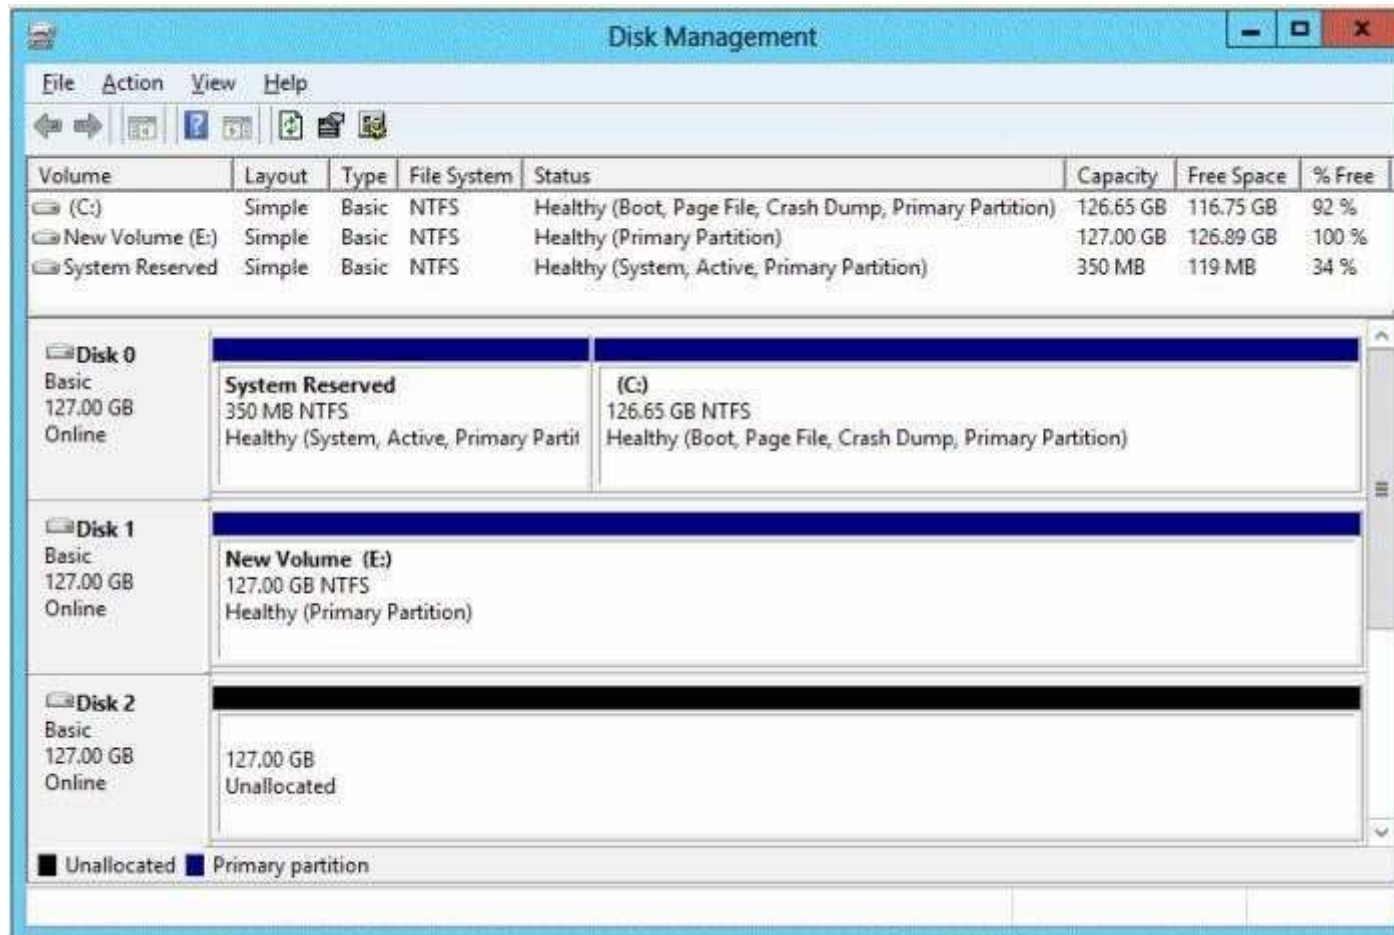 Disk Management
File Action View Help
Volume Layout Type File System Status Capacity Free Space % Free
(C:) Simple Basic NTFS Healthy (Boot, Page File, Crash Dump, Primary Partition) 126.65 GB 116.75 GB 92 %
New Volume (E:) Simple Basic NTFS Healthy (Primary Partition) 127.00 GB 126.89 GB 100 %
System Reserved Simple Basic NTFS Healthy (System, Active, Primary Partition) 350 MB 119 MB 34 %
Disk 0
Basic
127.00 GB
Online
System Reserved
350 MB NTFS
Healthy (System, Active, Primary Partit
(C:)
126.65 GB NTFS
Healthy (Boot, Page File, Crash Dump, Primary Partition)
Disk 1
Basic
127.00 GB
Online
New Volume (E:)
127.00 GB NTFS
Healthy (Primary Partition)
Disk 2
Basic
127.00 GB
Online
127.00 GB
Unallocated
Unallocated Primary partition